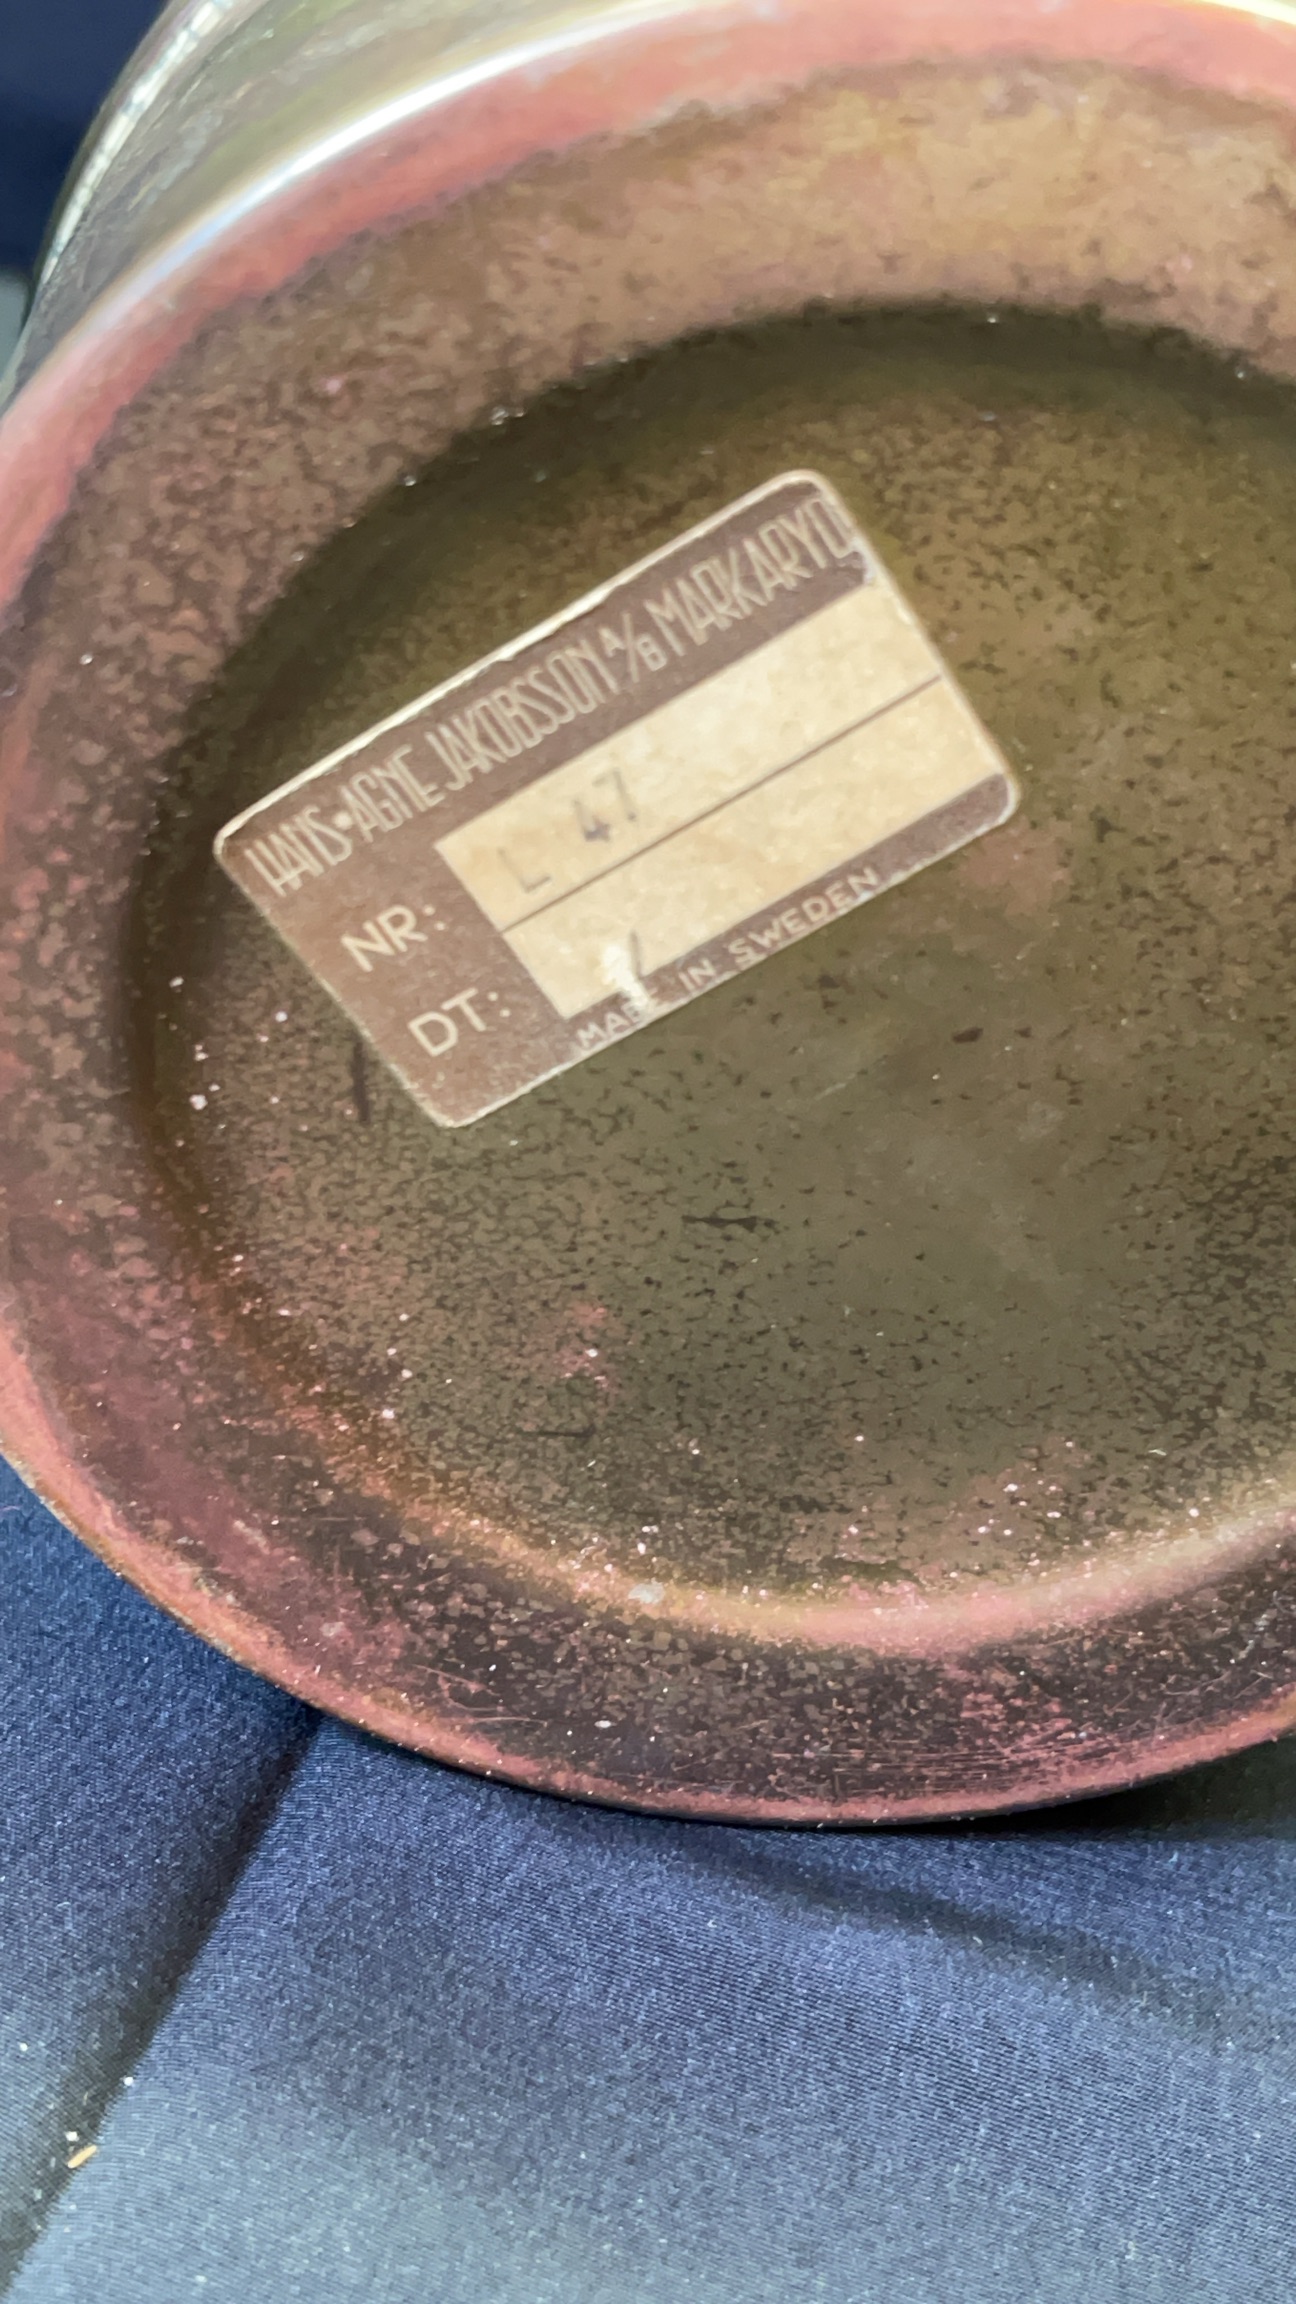 HANS•AGNE JAKOBSSON A/B MARKARYD
NR: L 47
DT:
MADE IN SWEDEN